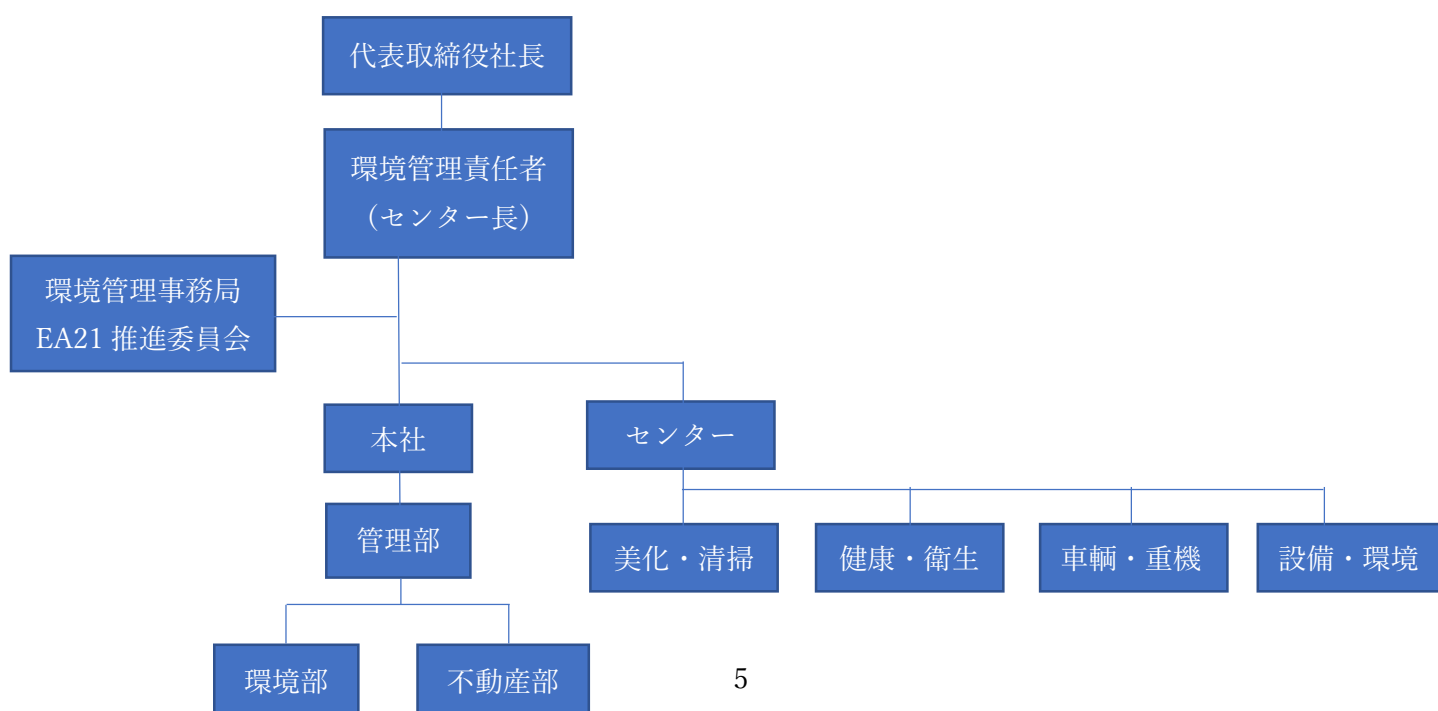 代表取締役社長
環境管理責任者
（センター長）
環境管理事務局
EA21 推進委員会
本社
センター
管理部
美化・清掃
健康・衛生
車輌・重機
設備・環境
環境部
不動産部
5